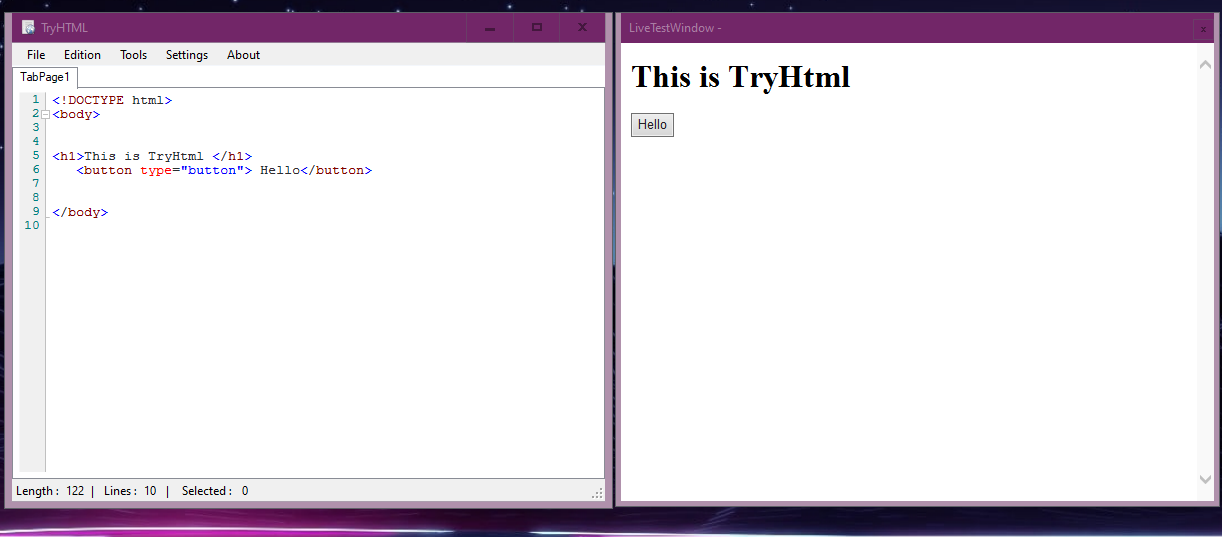 TryHTML
File Edition Tools Settings About
TabPage1
1 <!DOCTYPE html>
2 <body>
3
4
5 <h1>This is TryHtml </h1>
6 <button type="button"> Hello</button>
7
8
9 </body>
10
Length : 122 | Lines : 10 | Selected : 0
LiveTestWindow -
This is TryHtml
Hello